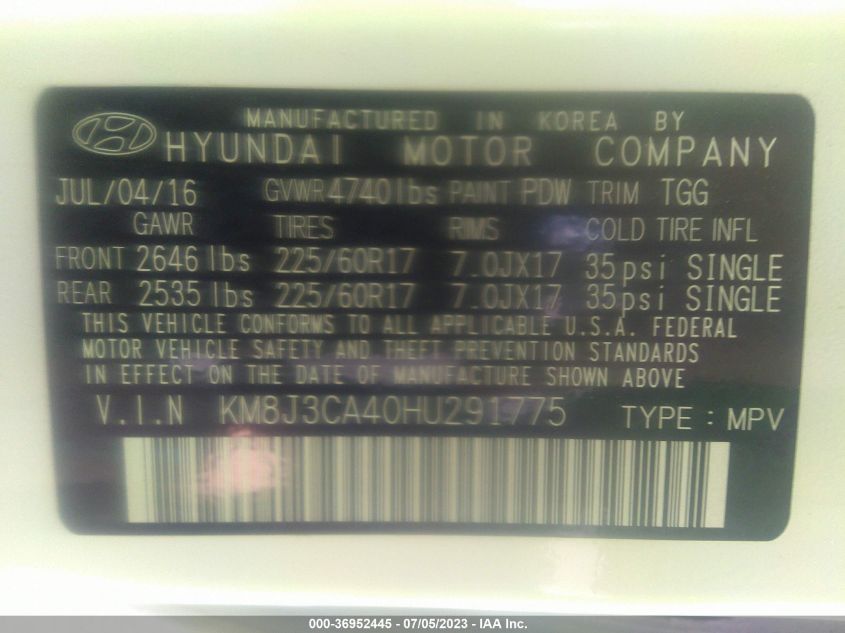 MANUFACTURED IN KOREA BY
HYUNDAI MOTOR COMPANY
JUL/04/16 GVWR 4740lbs PAINT PDW TRIM TGG
GAWR TIRES RIMS COLD TIRE INFL
FRONT 2646 lbs 225/60R17 7.0JX17 35psi SINGLE
REAR 2535 lbs 225/60R17 7.0JX17 35psi SINGLE
THIS VEHICLE CONFORMS TO ALL APPLICABLE U.S.A. FEDERAL
MOTOR VEHICLE SAFETY AND THEFT PREVENTION STANDARDS
IN EFFECT ON THE DATE OF MANUFACTURE SHOWN ABOVE
V.I.N KM8J3CA40HU291775 TYPE: MPV
000-36952445 - 07/05/2023 - IAA Inc.